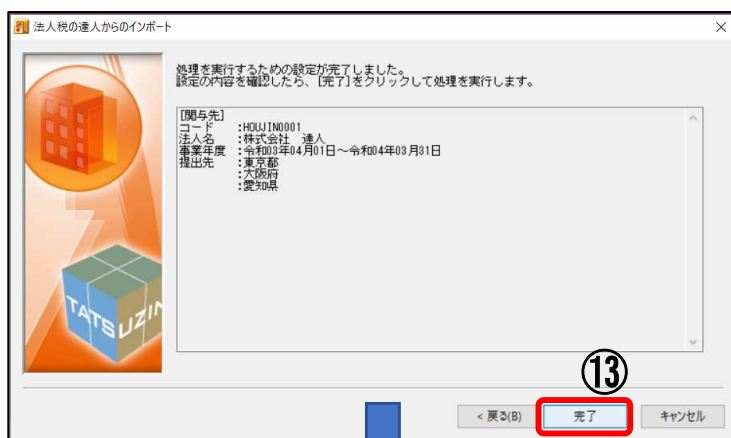 法人税の達人からのインポート
処理を実行するための設定が完了しました。
設定の内容を確認したら、[完了]をクリックして処理を実行します。
[関与先]
コード :HOUJIN0001
法人名 :株式会社 達人
事業年度 :令和03年04月01日～令和04年03月31日
提出先 :東京都
:大阪府
:愛知県
TATSUZIN
⑬
< 戻る(B) 完了 キャンセル